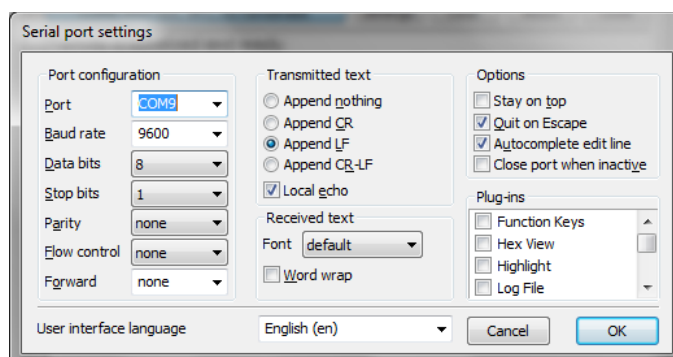 Serial port settings
Port configuration
Port COM9
Baud rate 9600
Data bits 8
Stop bits 1
Parity none
Flow control none
Forward none
Transmitted text
Append nothing
Append CR
Append LF
Append CR-LF
Local echo
Received text
Font default
Word wrap
Options
Stay on top
Quit on Escape
Autocomplete edit line
Close port when inactive
Plug-ins
Function Keys
Hex View
Highlight
Log File
User interface language English (en)
Cancel OK